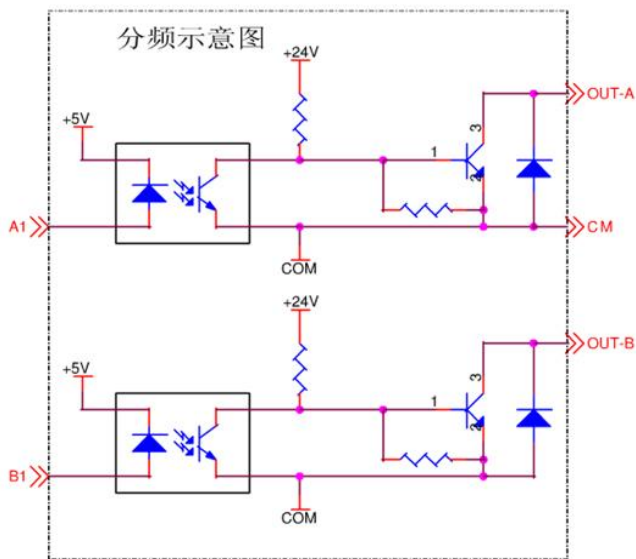 分频示意图
+24V
OUT-A
+5V
3
1
2
A1
CM
COM
+24V
OUT-B
+5V
3
1
2
B1
COM